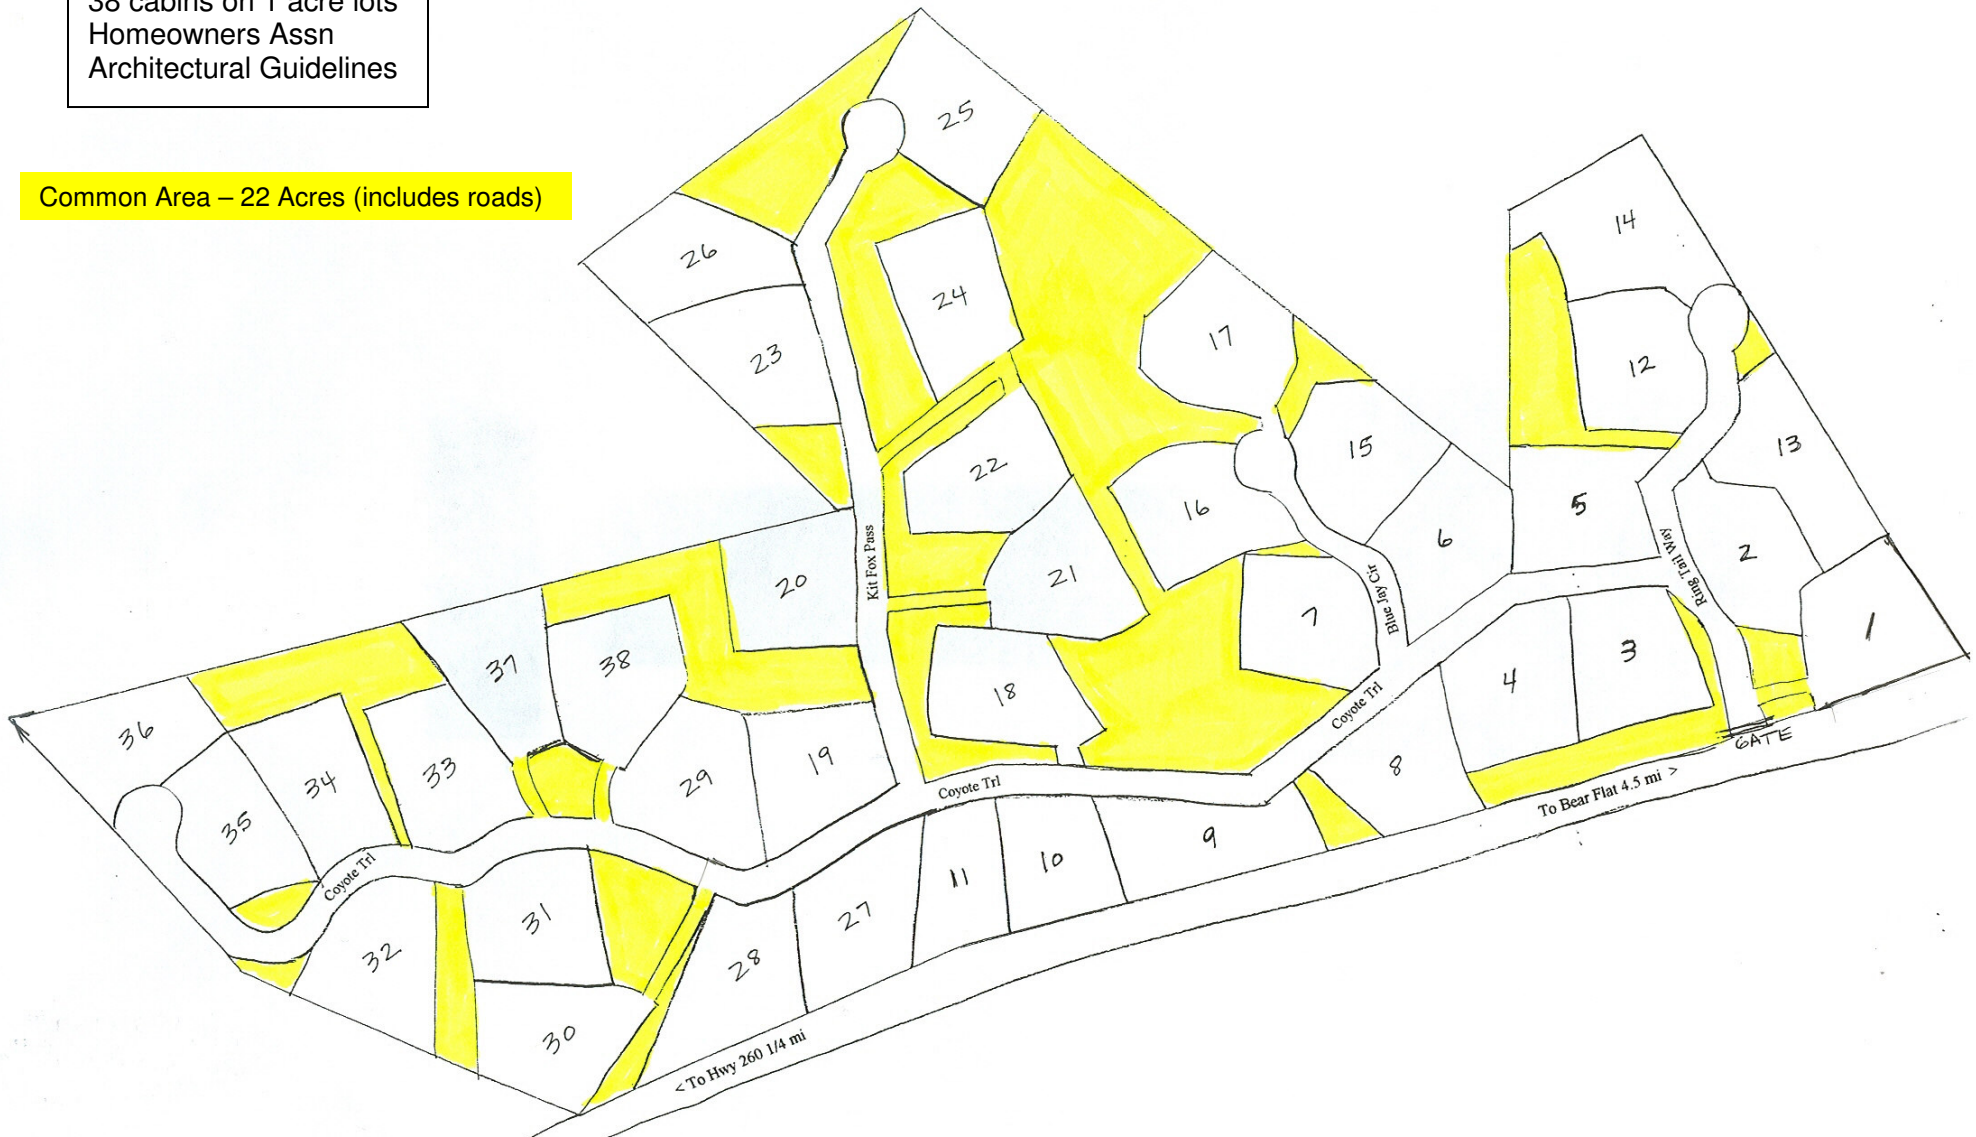 38 cabins on 1 acre lots
Homeowners Assn
Architectural Guidelines
Common Area – 22 Acres (includes roads)
25
14
26
24
17
12
23
13
15
22
16
5
6
Kit Fox Pass
Ring Tail Way
2
20
21
Blue Jay Cir
7
1
37
38
3
4
18
Coyote Trl
36
GATE
19
8
33
29
34
Coyote Trl
To Bear Flat 4.5 mi >
35
9
10
11
Coyote Trl
31
27
32
28
30
< To Hwy 260 1/4 mi